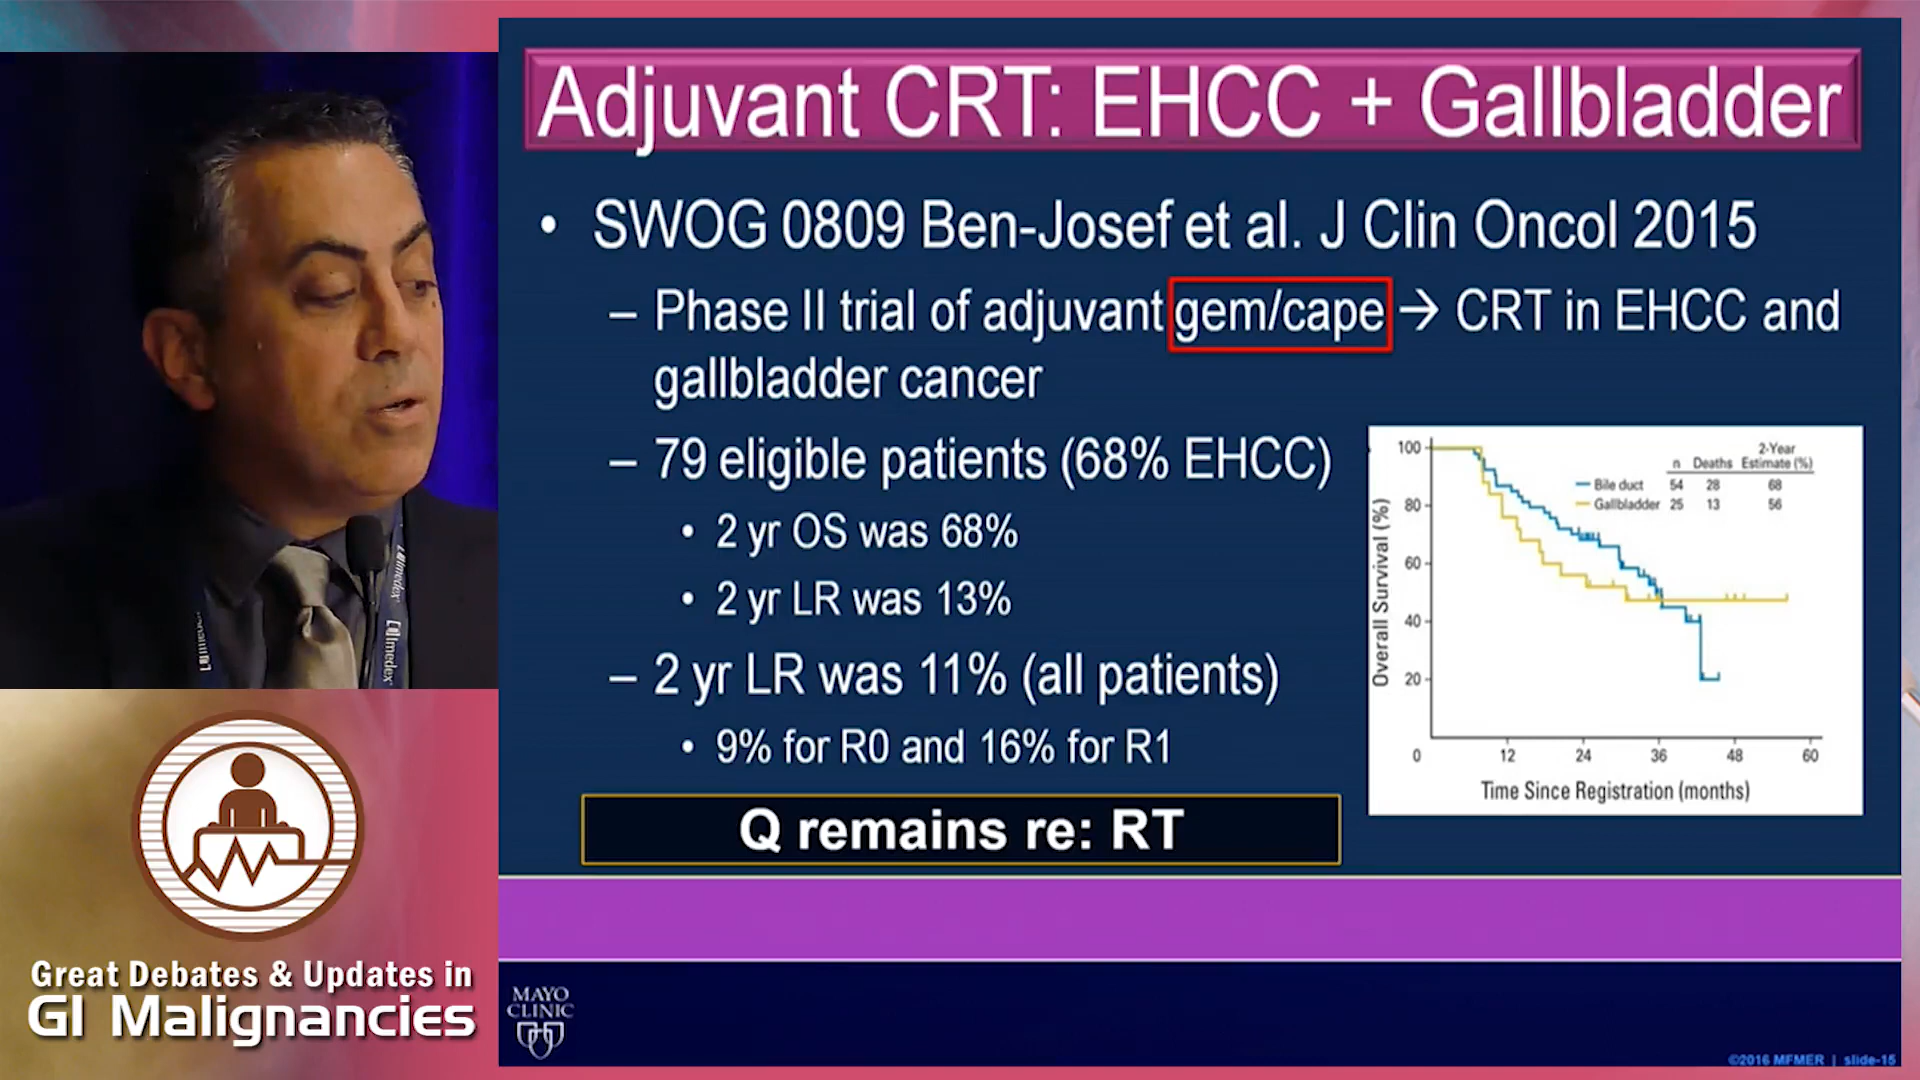 Adjuvant CRT: EHCC + Gallbladder
• SWOG 0809 Ben-Josef et al. J Clin Oncol 2015
– Phase II trial of adjuvant gem/cape → CRT in EHCC and
gallbladder cancer
– 79 eligible patients (68% EHCC)
• 2 yr OS was 68%
• 2 yr LR was 13%
– 2 yr LR was 11% (all patients)
• 9% for R0 and 16% for R1
Q remains re: RT
2-Year
n Deaths Estimate (%)
Bile duct 54 28 68
Gallbladder 25 13 56
Overall Survival (%)
100
80
60
40
20
0 12 24 36 48 60
Time Since Registration (months)
imedex
Great Debates & Updates in
GI Malignancies
MAYO
CLINIC
©2016 MFMER | slide-15